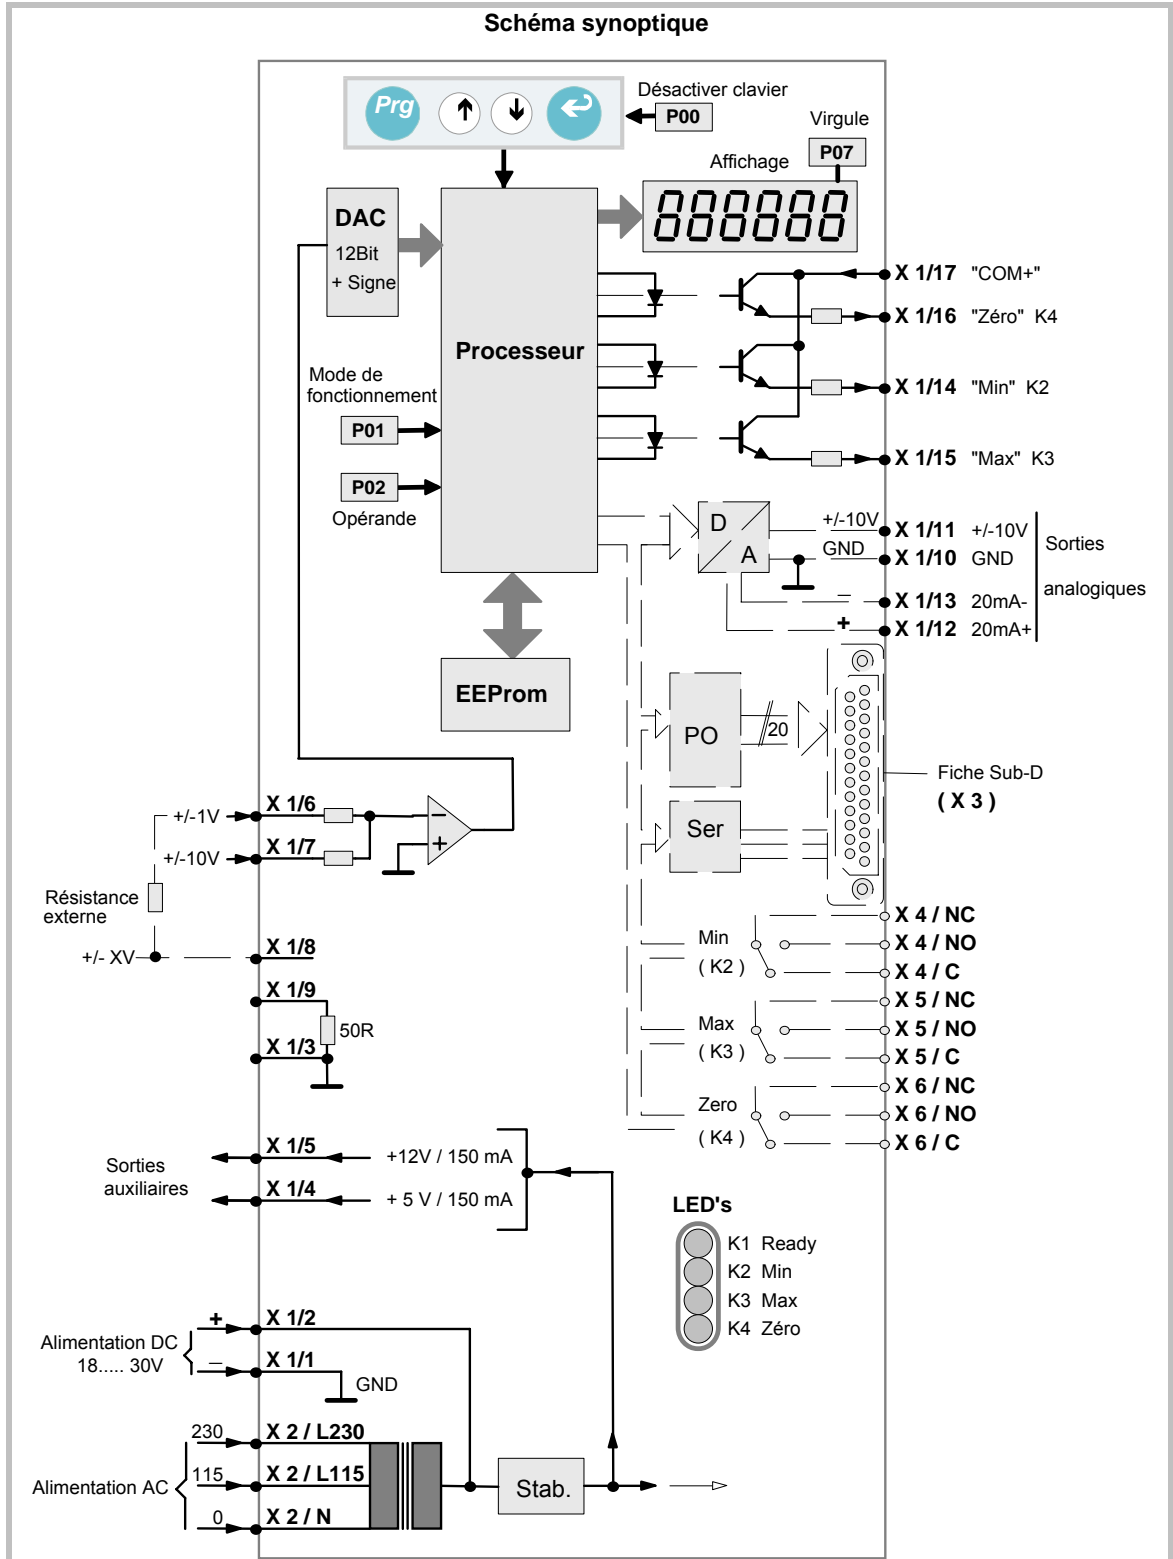 Schéma synoptique
Prg
Désactiver clavier
P00
Virgule
P07
Affichage
888888
DAC
12Bit
+ Signe
Processeur
X 1/17 "COM+"
X 1/16 "Zéro" K4
X 1/14 "Min" K2
X 1/15 "Max" K3
Mode de
fonctionnement
P01
P02
Opérande
D
A
+/-10V
GND
–
+
X 1/11 +/-10V
X 1/10 GND
X 1/13 20mA-
X 1/12 20mA+
Sorties
analogiques
EEProm
PO
20
Ser
Fiche Sub-D
( X 3 )
+/-1V
X 1/6
+/-10V
X 1/7
–
+
Résistance
externe
+/- XV
X 1/8
X 1/9
50R
X 1/3
Min
( K2 )
X 4 / NC
X 4 / NO
X 4 / C
Max
( K3 )
X 5 / NC
X 5 / NO
X 5 / C
Zero
( K4 )
X 6 / NC
X 6 / NO
X 6 / C
Sorties
auxiliaires
X 1/5
+12V / 150 mA
X 1/4
+ 5 V / 150 mA
LED's
K1 Ready
K2 Min
K3 Max
K4 Zéro
Alimentation DC
18..... 30V
+
X 1/2
–
X 1/1
GND
Alimentation AC
230
X 2 / L230
115
X 2 / L115
0
X 2 / N
Stab.